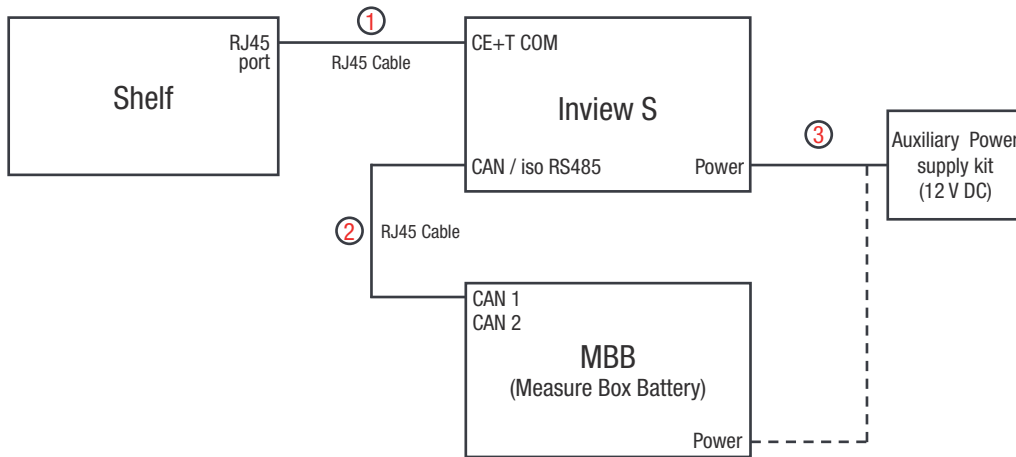 Shelf
RJ45
port
①
RJ45 Cable
CE+T COM
Inview S
CAN / iso RS485
Power
③
Auxiliary Power
supply kit
(12 V DC)
②
RJ45 Cable
CAN 1
CAN 2
MBB
(Measure Box Battery)
Power